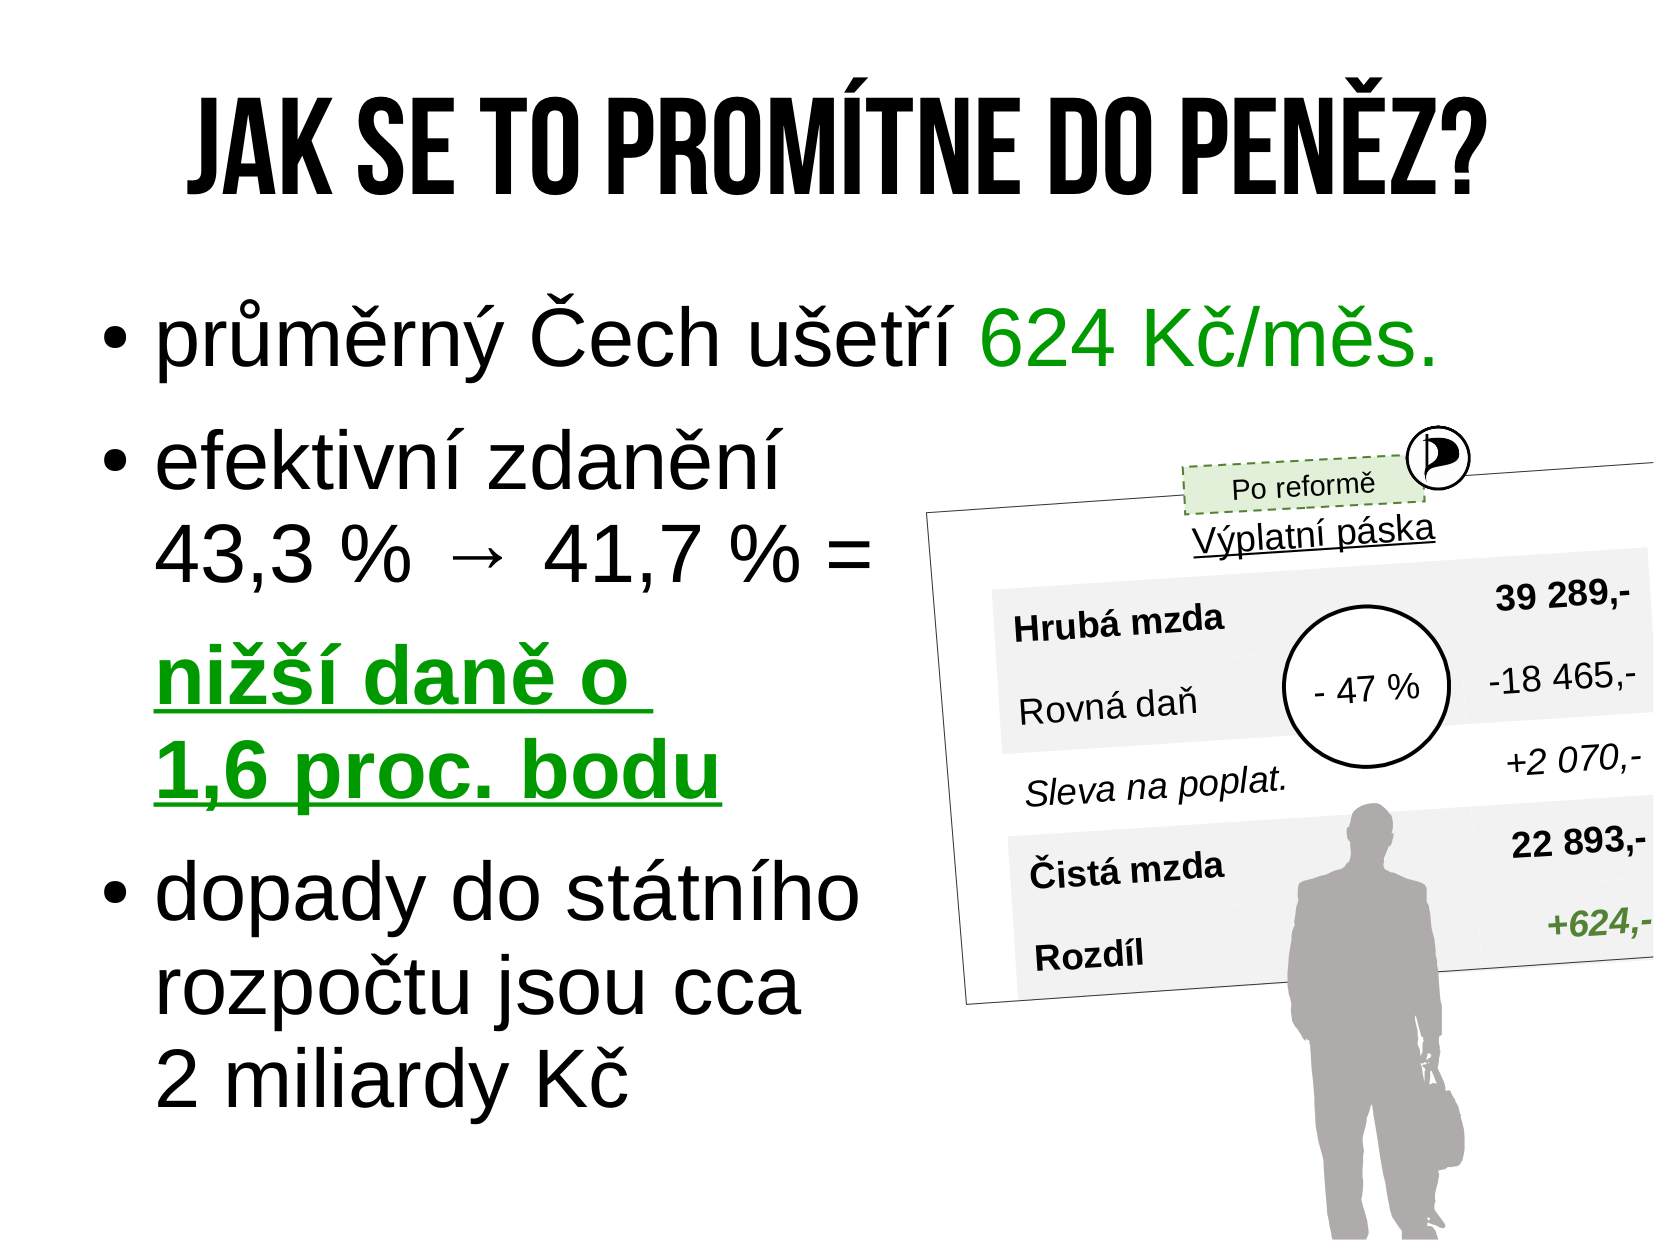 JAK SE TO PROMÍTNE DO PENĚZ?
• průměrný Čech ušetří 624 Kč/měs.
• efektivní zdanění
43,3 % → 41,7 % =
nižší daně o
1,6 proc. bodu
• dopady do státního
rozpočtu jsou cca
2 miliardy Kč
Po reformě
Výplatní páska
Hrubá mzda 39 289,-
Rovná daň - 47 % -18 465,-
Sleva na poplat. +2 070,-
Čistá mzda 22 893,-
Rozdíl +624,-